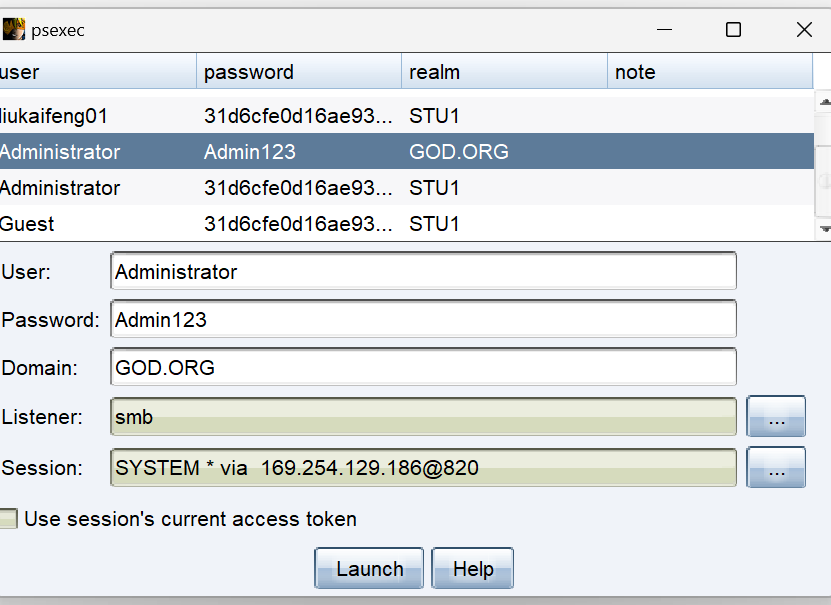 psexec
user password realm note
liukaifeng01 31d6cfe0d16ae93... STU1
Administrator Admin123 GOD.ORG
Administrator 31d6cfe0d16ae93... STU1
Guest 31d6cfe0d16ae93... STU1
User: Administrator
Password: Admin123
Domain: GOD.ORG
Listener: smb ...
Session: SYSTEM * via 169.254.129.186@820 ...
Use session's current access token
Launch Help